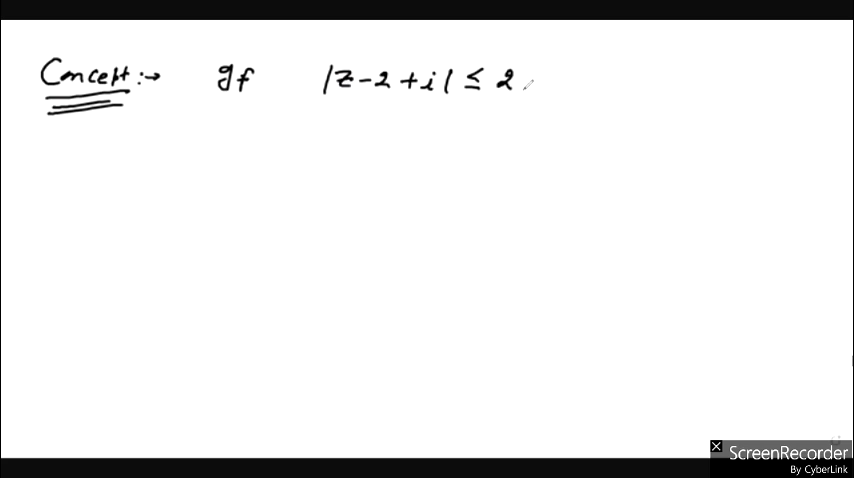 Concept :→ If |z-2+i| ≤ 2
ScreenRecorder
By CyberLink